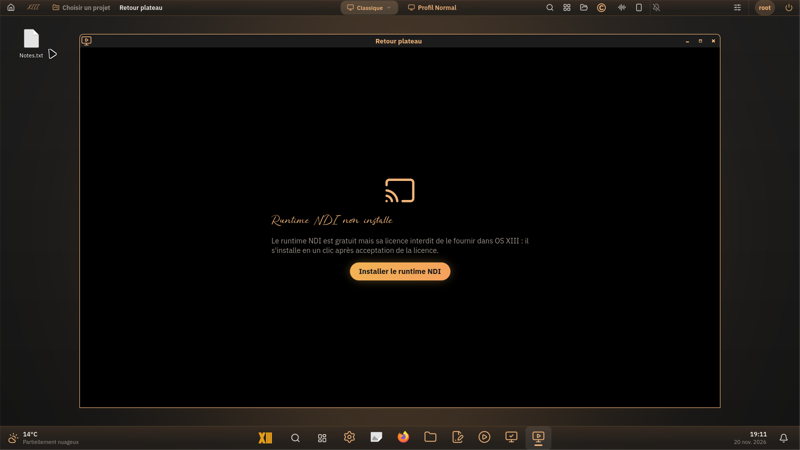 XIII
Choisir un projet
Retour plateau
Classique
Profil Normal
root
Notes.txt
Retour plateau
Runtime NDI non installe
Le runtime NDI est gratuit mais sa licence interdit de le fournir dans OS XIII : il
s'installe en un clic après acceptation de la licence.
Installer le runtime NDI
14°C
Partiellement nuageux
XIII
19:11
20 nov. 2026